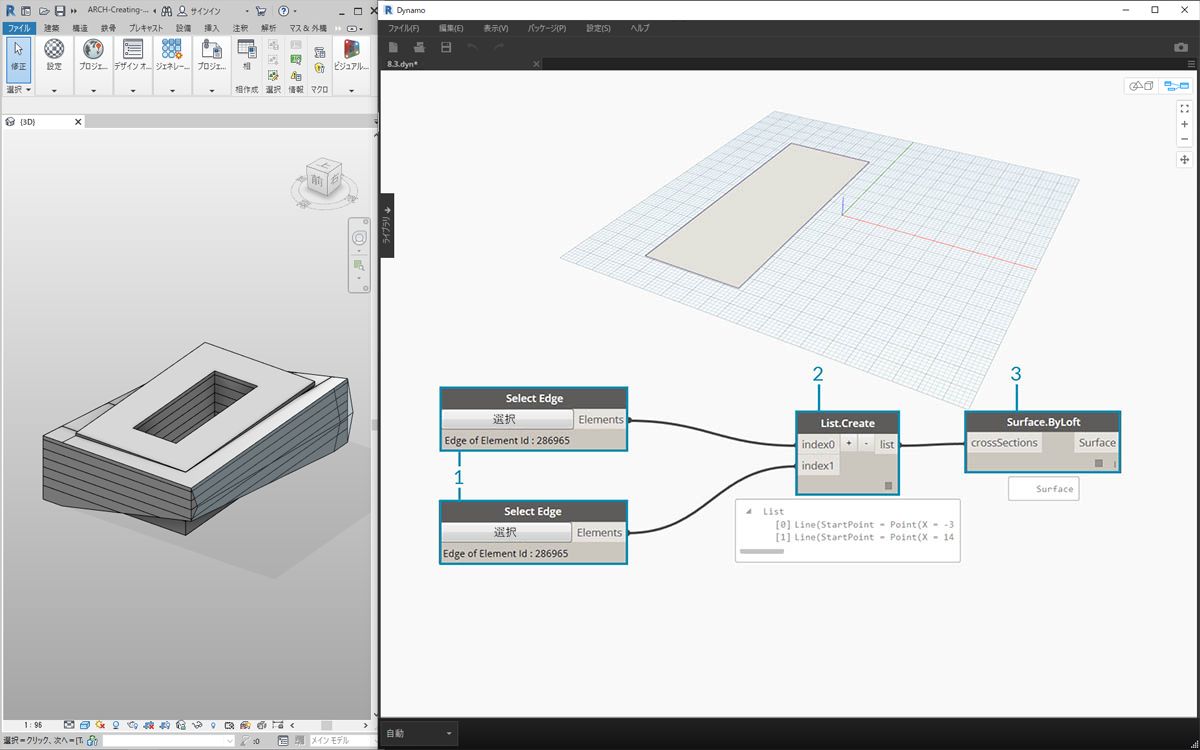 ARCH-Creating-...
サインイン
ファイル 建築 構造 鉄骨 プレキャスト 設備 挿入 注釈 解析 マス & 外構
修正
設定
プロジェ...
デザイン オ...
ジェネレー...
プロジェ...
相
ビジュアル...
選択
相作成 選択 情報 マクロ
{3D}
前
右
上
1 : 96
選択=クリック、次へ=[T
:0
メインモデル
Dynamo
ファイル(F) 編集(E) 表示(V) パッケージ(P) 設定(S) ヘルプ
8.3.dyn*
ライブラリ
2
3
Select Edge
選択
Elements
Edge of Element Id : 286965
1
Select Edge
選択
Elements
Edge of Element Id : 286965
List.Create
index0 + - list
index1
List
[0] Line(StartPoint = Point(X = -3
[1] Line(StartPoint = Point(X = 14
Surface.ByLoft
crossSections Surface
Surface
自動